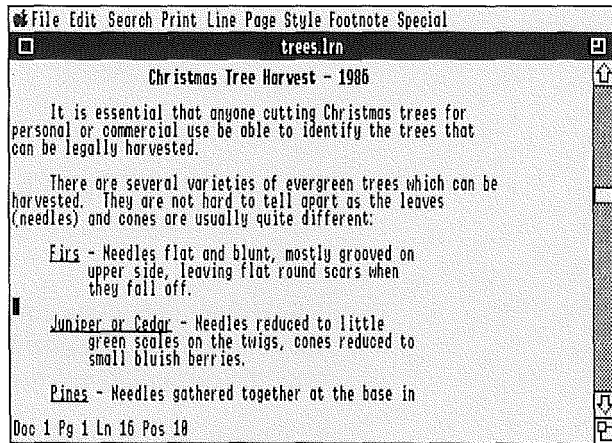 File Edit Search Print Line Page Style Footnote Special
trees.lrn
Christmas Tree Harvest - 1986
It is essential that anyone cutting Christmas trees for
personal or commercial use be able to identify the trees that
can be legally harvested.
There are several varieties of evergreen trees which can be
harvested. They are not hard to tell apart as the leaves
(needles) and cones are usually quite different:
Firs - Needles flat and blunt, mostly grooved on
upper side, leaving flat round scars when
they fall off.
Juniper or Cedar - Needles reduced to little
green scales on the twigs, cones reduced to
small bluish berries.
Pines - Needles gathered together at the base in
Doc 1 Pg 1 Ln 16 Pos 10